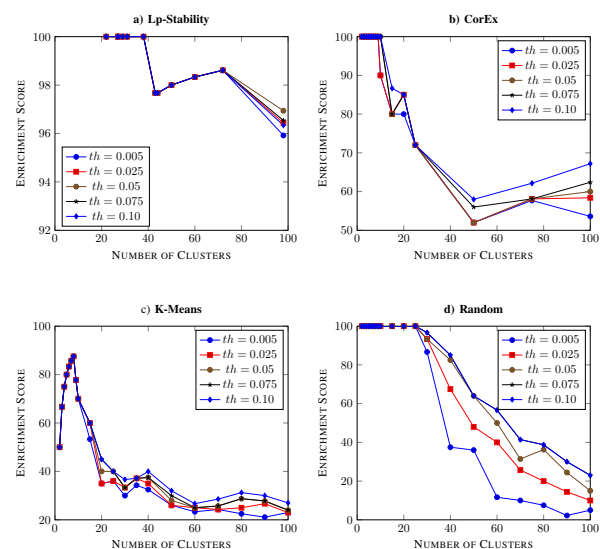 a) Lp-Stability
100
98
96
94
92
0 20 40 60 80 100
ENRICHMENT SCORE
NUMBER OF CLUSTERS
th = 0.005
th = 0.025
th = 0.05
th = 0.075
th = 0.10
b) CorEx
100
90
80
70
60
50
0 20 40 60 80 100
ENRICHMENT SCORE
NUMBER OF CLUSTERS
th = 0.005
th = 0.025
th = 0.05
th = 0.075
th = 0.10
c) K-Means
100
80
60
40
20
0 20 40 60 80 100
ENRICHMENT SCORE
NUMBER OF CLUSTERS
th = 0.005
th = 0.025
th = 0.05
th = 0.075
th = 0.10
d) Random
100
80
60
40
20
0
0 20 40 60 80 100
ENRICHMENT SCORE
NUMBER OF CLUSTERS
th = 0.005
th = 0.025
th = 0.05
th = 0.075
th = 0.10